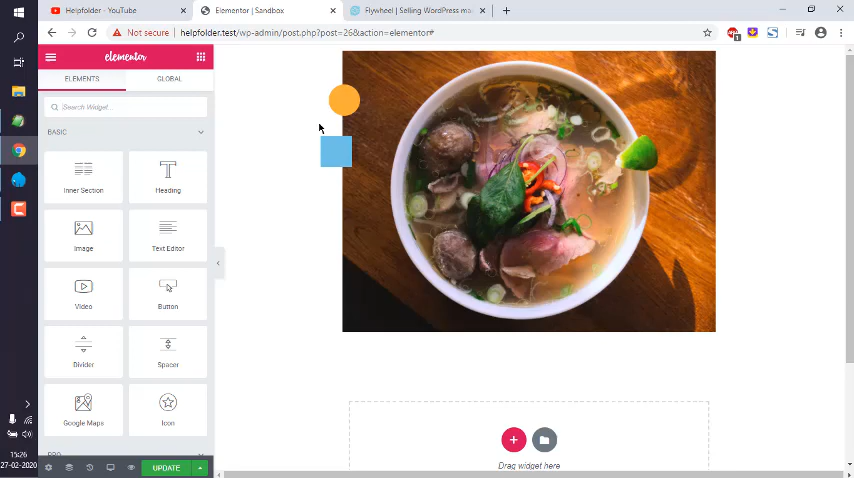 Helpfolder - YouTube
Elementor | Sandbox
Flywheel | Selling WordPress ma
Not secure
helpfolder.test/wp-admin/post.php?post=26&action=elementor#
1
elementor
ELEMENTS
GLOBAL
Search Widget...
BASIC
Inner Section
Heading
Image
Text Editor
Video
Button
Divider
Spacer
Google Maps
Icon
UPDATE
Drag widget here
15:26
27-02-2020